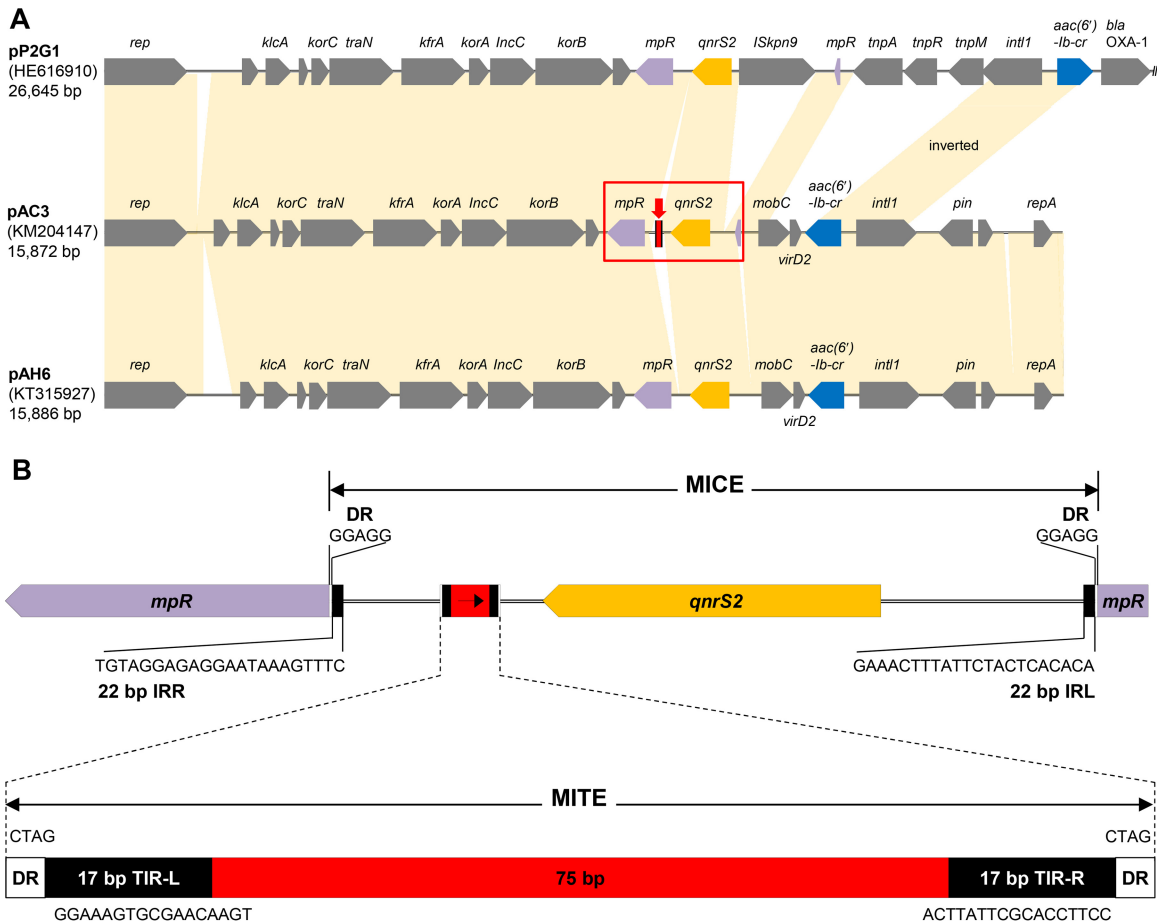 A
pP2G1
(HE616910)
26,645 bp
rep klcA korC traN kfrA korA IncC korB mpR qnrS2 ISkpn9 mpR tnpA tnpR tnpM intI1 aac(6′)-Ib-cr bla OXA-1
//
inverted
pAC3
(KM204147)
15,872 bp
rep klcA korC traN kfrA korA IncC korB mpR qnrS2 mobC aac(6′)-Ib-cr intI1 pin repA
virD2
pAH6
(KT315927)
15,886 bp
rep klcA korC traN kfrA korA IncC korB mpR qnrS2 mobC aac(6′)-Ib-cr intI1 pin repA
virD2
B
MICE
DR DR
GGAGG GGAGG
mpR qnrS2 mpR
TGTAGGAGAGGAATAAAGTTTC GAAACTTTATTCTACTCACACA
22 bp IRR 22 bp IRL
MITE
CTAG CTAG
DR 17 bp TIR-L 75 bp 17 bp TIR-R DR
GGAAAGTGCGAACAAGT ACTTATTCGCACCTTCC